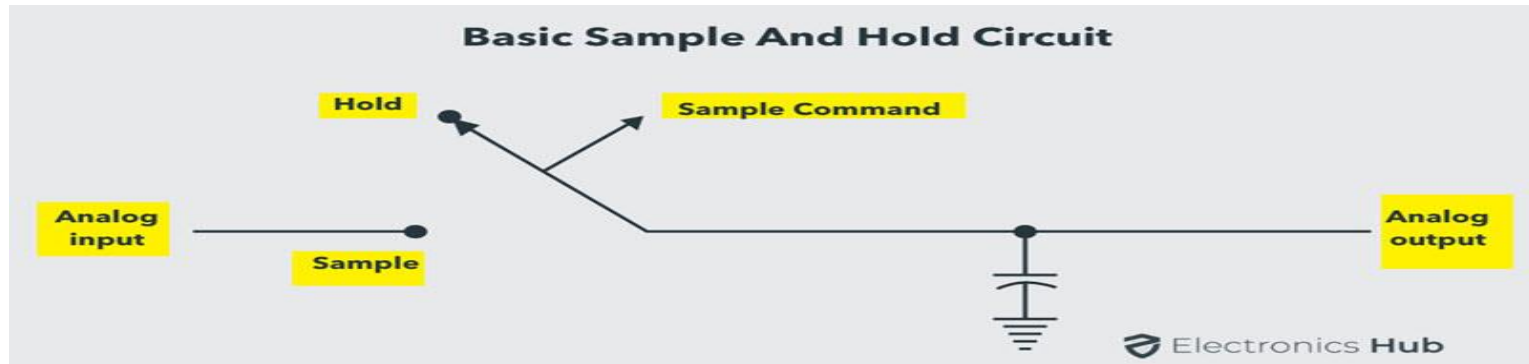 Basic Sample And Hold Circuit
Hold
Sample Command
Analog
input
Sample
Analog
output
Electronics Hub